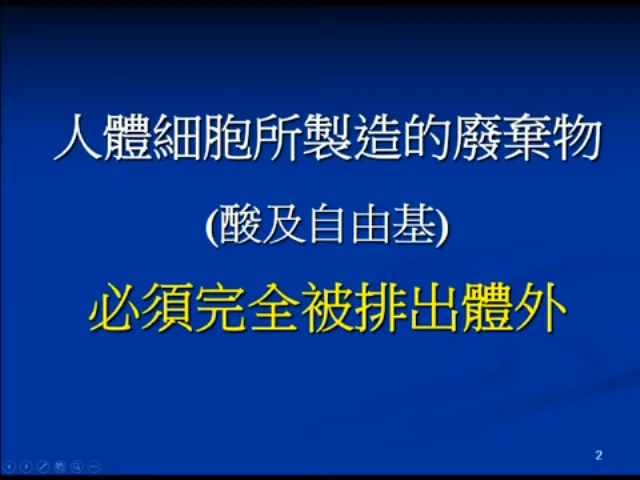 人體細胞所製造的廢棄物
(酸及自由基)
必須完全被排出體外
2